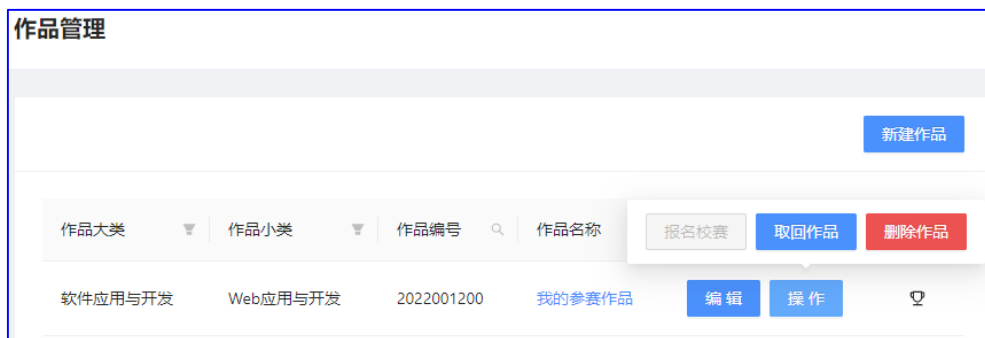 作品管理
新建作品
作品大类 作品小类 作品编号 作品名称 报名校赛 取回作品 删除作品
软件应用与开发 Web应用与开发 2022001200 我的参赛作品 编辑 操作